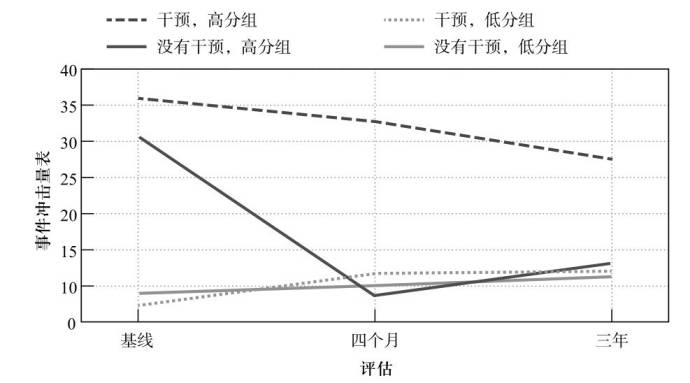 干预，高分组 干预，低分组
没有干预，高分组 没有干预，低分组
40
35
30
25
20
15
10
0
事件冲击量表
基线 四个月 三年
评估